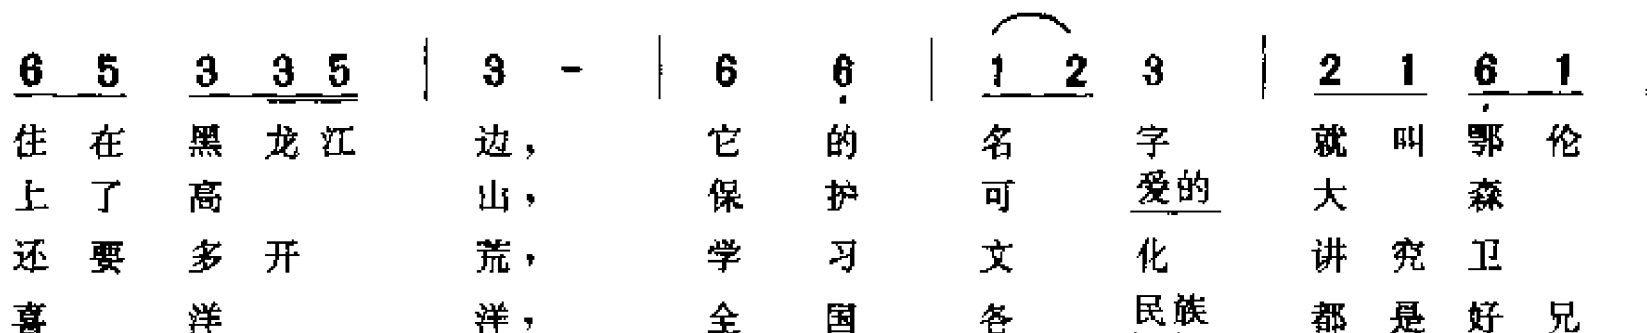 6 5 3 3 5 | 3 - | 6 6 | 1 2 3 | 2 1 6 1
住在黑龙江边，它的名字就叫鄂伦
上了高山，保护可爱的大森
还要多开荒，学习文化讲究卫
喜洋洋，全国各民族都是好兄